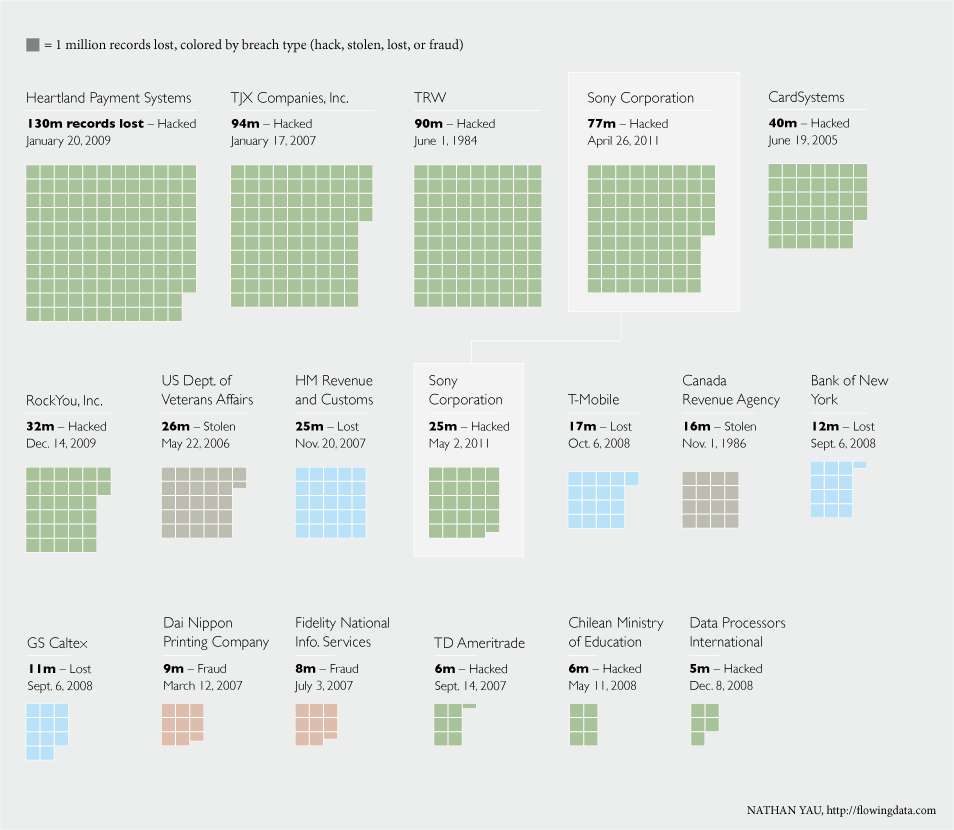 = 1 million records lost, colored by breach type (hack, stolen, lost, or fraud)
Heartland Payment Systems
130m records lost – Hacked
January 20, 2009
TJX Companies, Inc.
94m – Hacked
January 17, 2007
TRW
90m – Hacked
June 1, 1984
Sony Corporation
77m – Hacked
April 26, 2011
CardSystems
40m – Hacked
June 19, 2005
RockYou, Inc.
32m – Hacked
Dec. 14, 2009
US Dept. of
Veterans Affairs
26m – Stolen
May 22, 2006
HM Revenue
and Customs
25m – Lost
Nov. 20, 2007
Sony
Corporation
25m – Hacked
May 2, 2011
T-Mobile
17m – Lost
Oct. 6, 2008
Canada
Revenue Agency
16m – Stolen
Nov. 1, 1986
Bank of New
York
12m – Lost
Sept. 6, 2008
GS Caltex
11m – Lost
Sept. 6, 2008
Dai Nippon
Printing Company
9m – Fraud
March 12, 2007
Fidelity National
Info. Services
8m – Fraud
July 3, 2007
TD Ameritrade
6m – Hacked
Sept. 14, 2007
Chilean Ministry
of Education
6m – Hacked
May 11, 2008
Data Processors
International
5m – Hacked
Dec. 8, 2008
NATHAN YAU, http://flowingdata.com